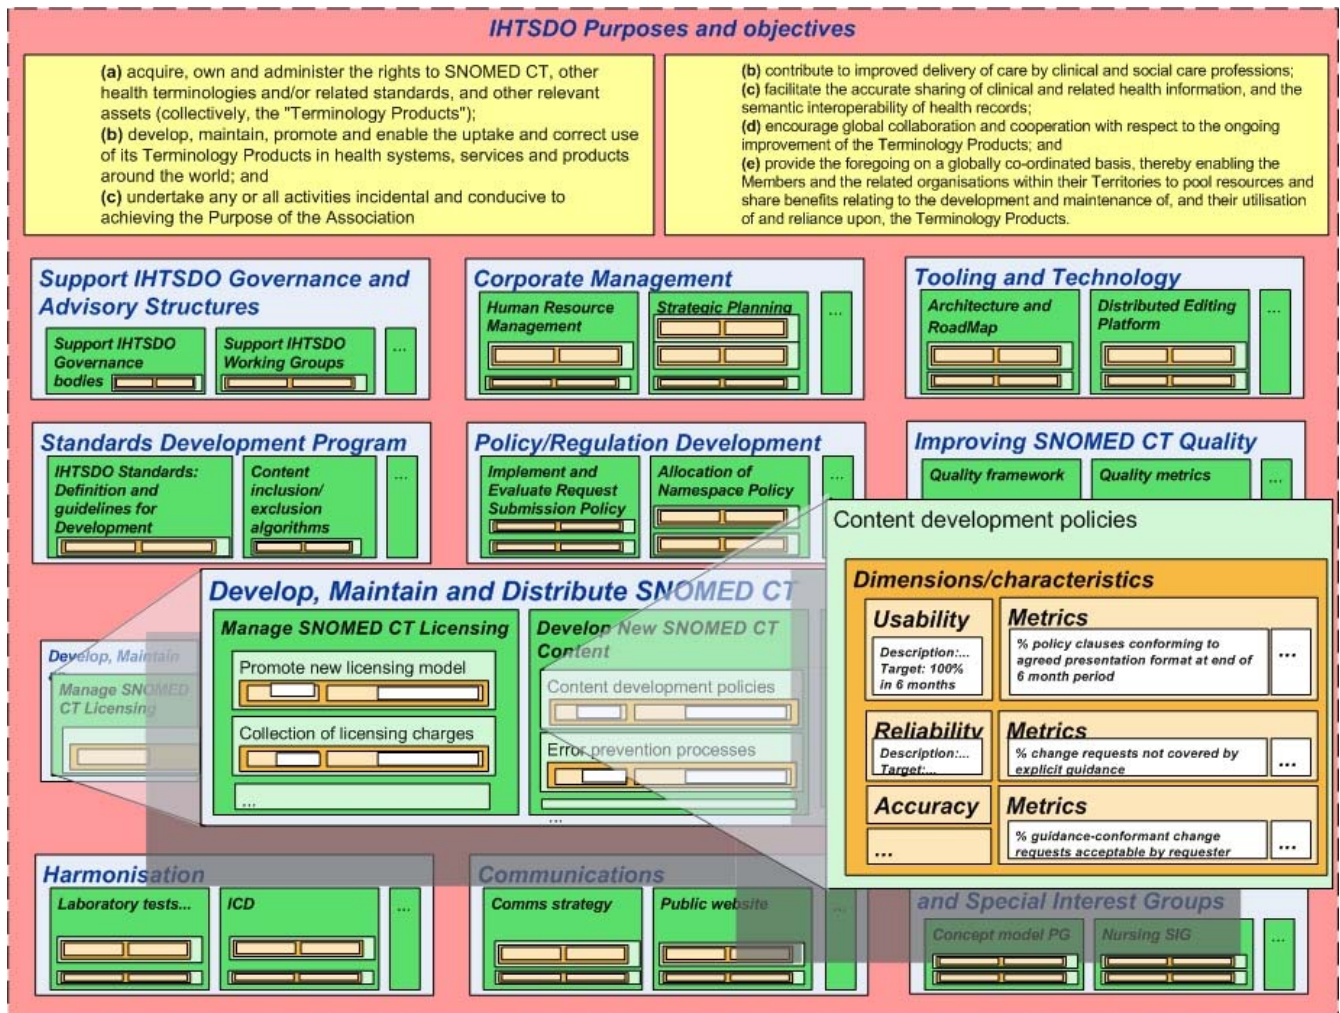 IHTSDO Purposes and objectives
(a) acquire, own and administer the rights to SNOMED CT, other
health terminologies and/or related standards, and other relevant
assets (collectively, the "Terminology Products");
(b) develop, maintain, promote and enable the uptake and correct use
of its Terminology Products in health systems, services and products
around the world; and
(c) undertake any or all activities incidental and conducive to
achieving the Purpose of the Association
(b) contribute to improved delivery of care by clinical and social care professions;
(c) facilitate the accurate sharing of clinical and related health information, and the
semantic interoperability of health records;
(d) encourage global collaboration and cooperation with respect to the ongoing
improvement of the Terminology Products; and
(e) provide the foregoing on a globally co-ordinated basis, thereby enabling the
Members and the related organisations within their Territories to pool resources and
share benefits relating to the development and maintenance of, and their utilisation
of and reliance upon, the Terminology Products.
Support IHTSDO Governance and
Advisory Structures
Support IHTSDO
Governance
bodies
Support IHTSDO
Working Groups
...
Corporate Management
Human Resource
Management
Strategic Planning
...
Tooling and Technology
Architecture and
RoadMap
Distributed Editing
Platform
...
Standards Development Program
IHTSDO Standards:
Definition and
guidelines for
Development
Content
inclusion/
exclusion
algorithms
...
Policy/Regulation Development
Implement and
Evaluate Request
Submission Policy
Allocation of
Namespace Policy
...
Improving SNOMED CT Quality
Quality framework
Quality metrics
...
Develop, Maintain
Manage SNOMED
CT Licensing
Develop, Maintain and Distribute SNOMED CT
Manage SNOMED CT Licensing
Promote new licensing model
Collection of licensing charges
...
Develop New SNOMED CT
Content
Content development policies
Error prevention processes
...
Content development policies
Dimensions/characteristics
Usability
Description:...
Target: 100%
in 6 months
Metrics
% policy clauses conforming to
agreed presentation format at end of
6 month period
...
Reliability
Description:...
Target:...
Metrics
% change requests not covered by
explicit guidance
...
Accuracy
...
Metrics
% guidance-conformant change
requests acceptable by requester
...
Harmonisation
Laboratory tests...
ICD
...
Communications
Comms strategy
Public website
...
and Special Interest Groups
Concept model PG
Nursing SIG
...